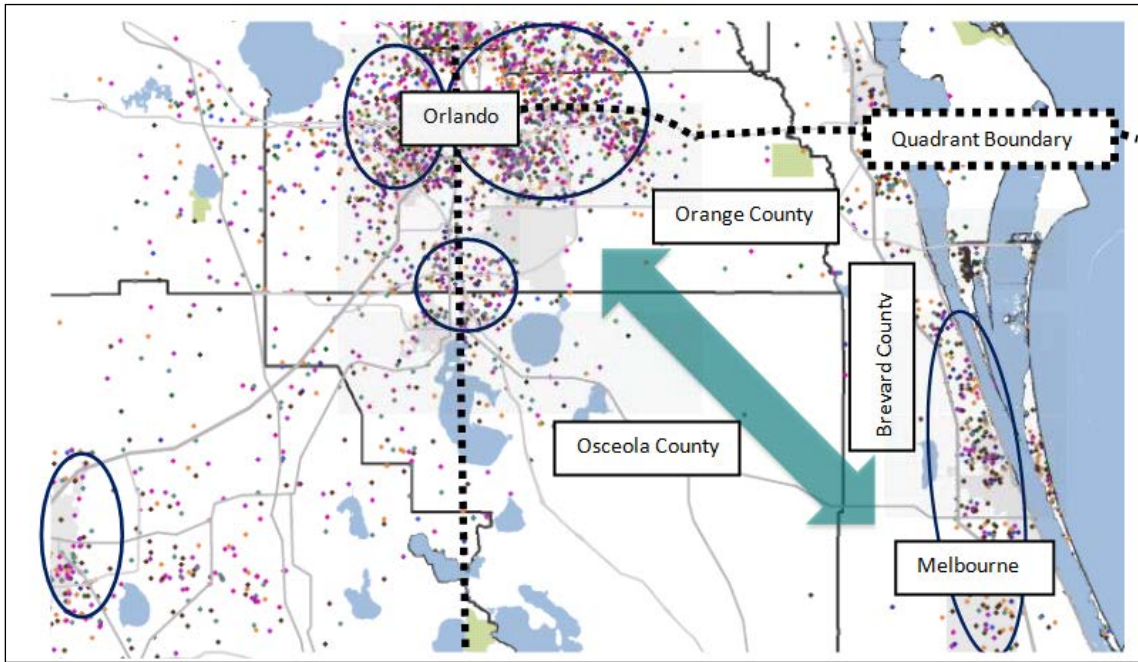 Orlando
Quadrant Boundary
Orange County
Brevard County
Osceola County
Melbourne